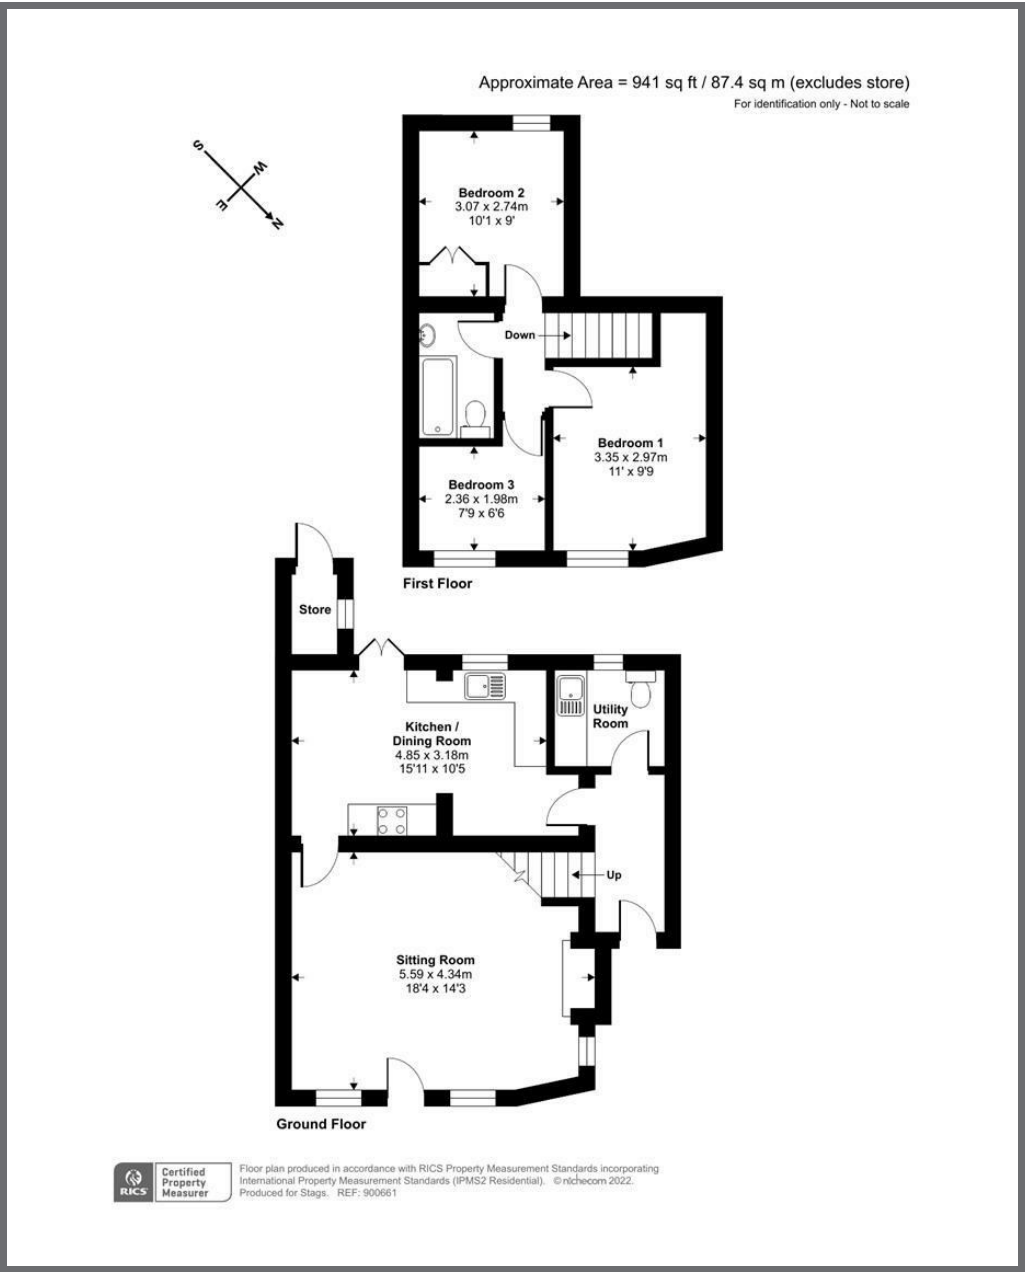 Approximate Area = 941 sq ft / 87.4 sq m (excludes store)
For identification only - Not to scale
S
W
E
N
Bedroom 2
3.07 x 2.74m
10'1 x 9'
Down
Bedroom 1
3.35 x 2.97m
11' x 9'9
Bedroom 3
2.36 x 1.98m
7'9 x 6'6
First Floor
Store
Utility
Room
Kitchen /
Dining Room
4.85 x 3.18m
15'11 x 10'5
Up
Sitting Room
5.59 x 4.34m
18'4 x 14'3
Ground Floor
RICS
Certified
Property
Measurer
Floor plan produced in accordance with RICS Property Measurement Standards incorporating
International Property Measurement Standards (IPMS2 Residential). © nichecom 2022.
Produced for Stags. REF: 900661